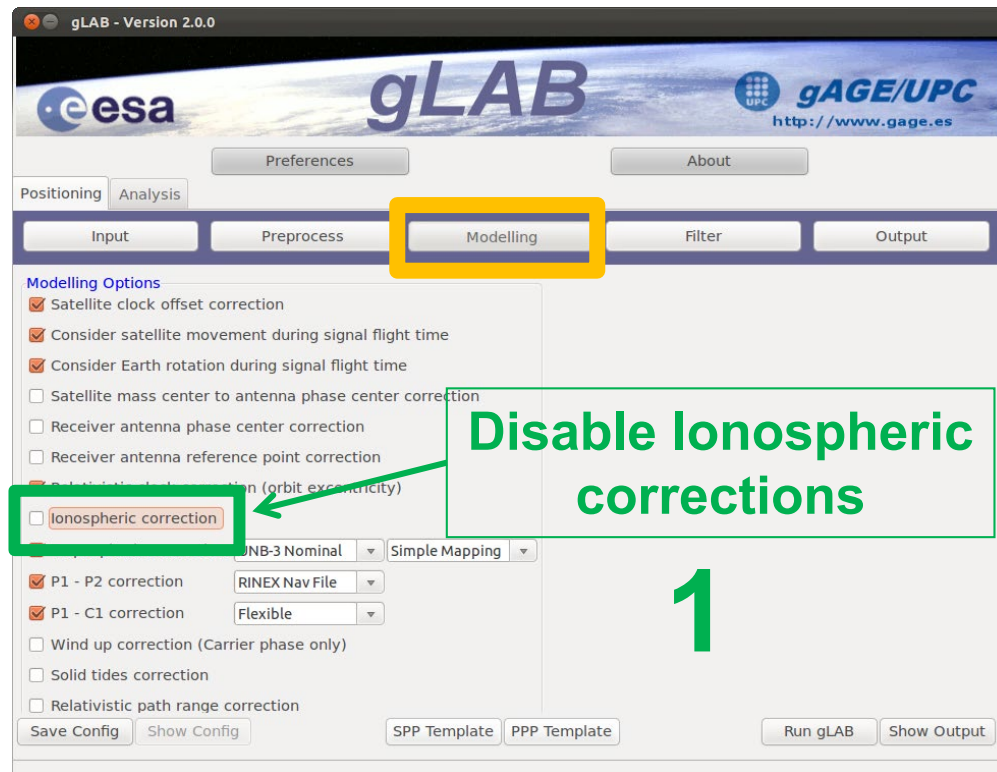 gLAB - Version 2.0.0
esa
gLAB
UPC
gAGE/UPC
http://www.gage.es
Preferences
About
Positioning
Analysis
Input
Preprocess
Modelling
Filter
Output
Modelling Options
Satellite clock offset correction
Consider satellite movement during signal flight time
Consider Earth rotation during signal flight time
Satellite mass center to antenna phase center correction
Receiver antenna phase center correction
Receiver antenna reference point correction
(orbit excentricity)
Disable Ionospheric
corrections
Ionospheric correction
UNB-3 Nominal
Simple Mapping
P1 - P2 correction
RINEX Nav File
P1 - C1 correction
Flexible
1
Wind up correction (Carrier phase only)
Solid tides correction
Relativistic path range correction
Save Config
Show Config
SPP Template
PPP Template
Run gLAB
Show Output